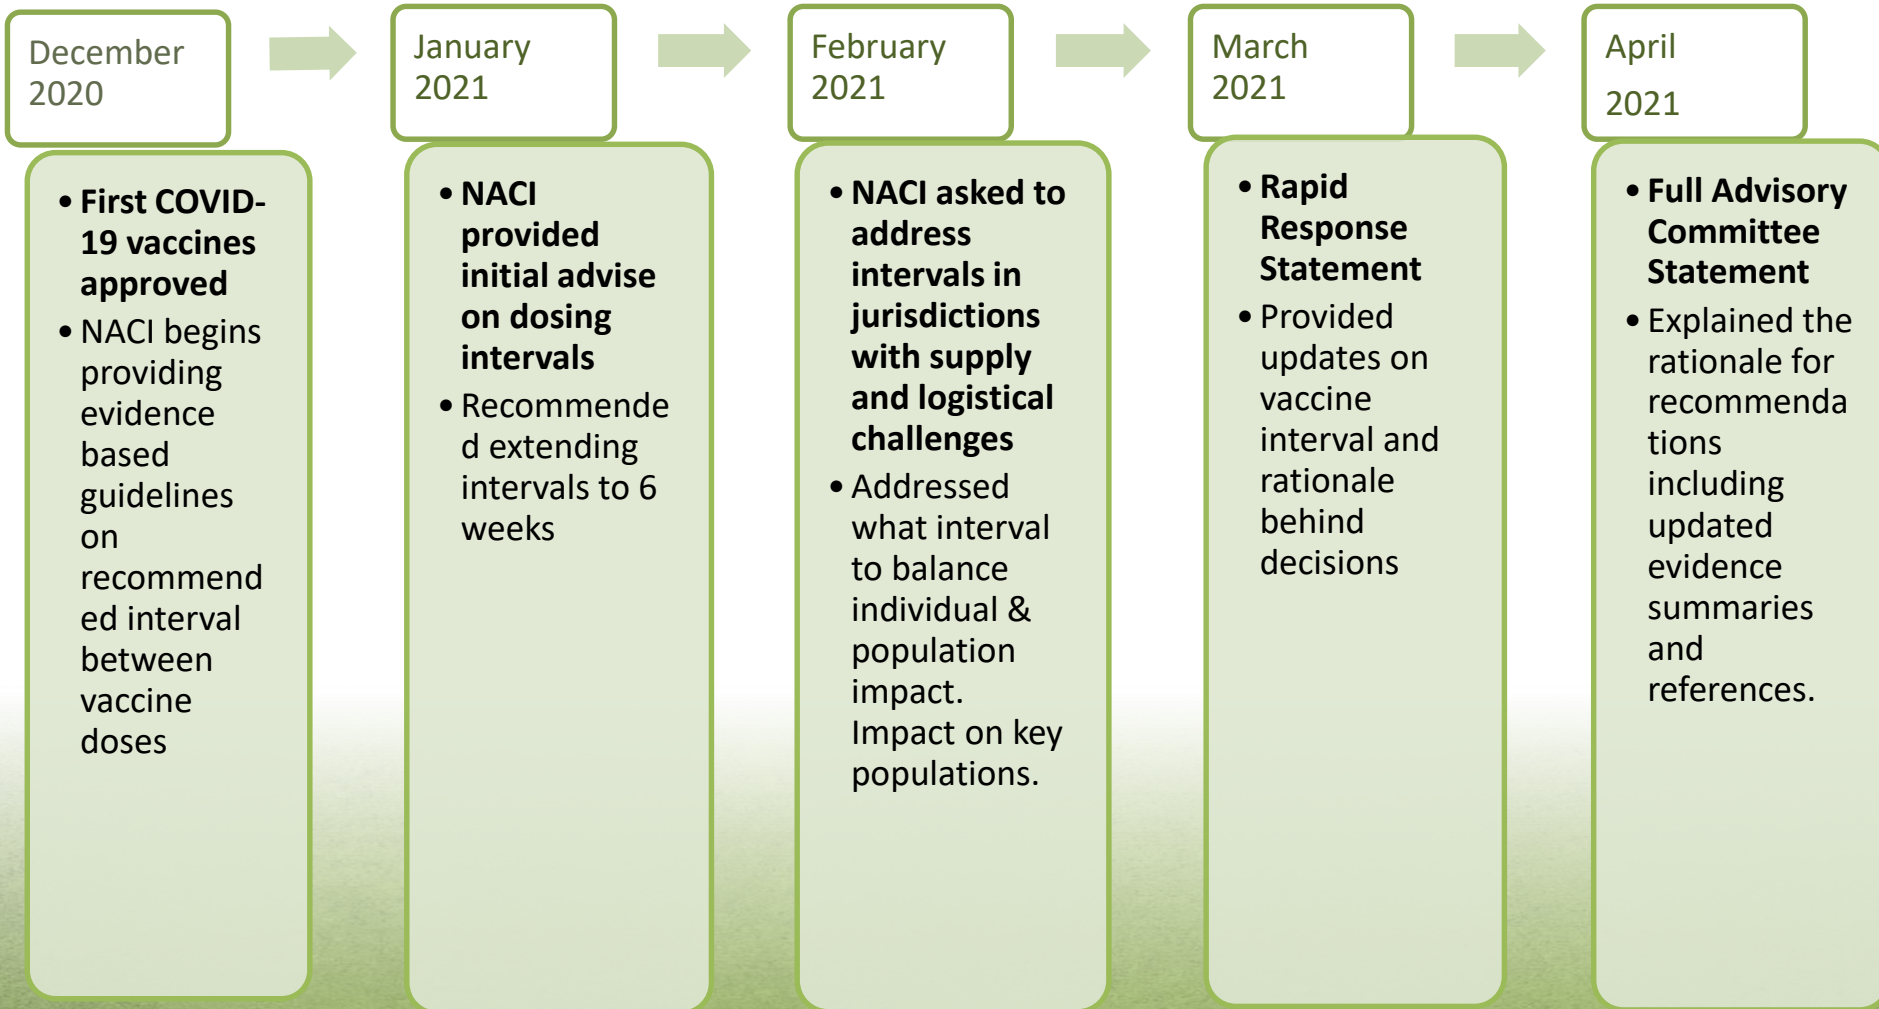 December
2020
• First COVID-
19 vaccines
approved
• NACI begins
providing
evidence
based
guidelines
on
recommend
ed interval
between
vaccine
doses
January
2021
• NACI
provided
initial advise
on dosing
intervals
• Recommende
d extending
intervals to 6
weeks
February
2021
• NACI asked to
address
intervals in
jurisdictions
with supply
and logistical
challenges
• Addressed
what interval
to balance
individual &
population
impact.
Impact on key
populations.
March
2021
• Rapid
Response
Statement
• Provided
updates on
vaccine
interval and
rationale
behind
decisions
April
2021
• Full Advisory
Committee
Statement
• Explained the
rationale for
recommenda
tions
including
updated
evidence
summaries
and
references.